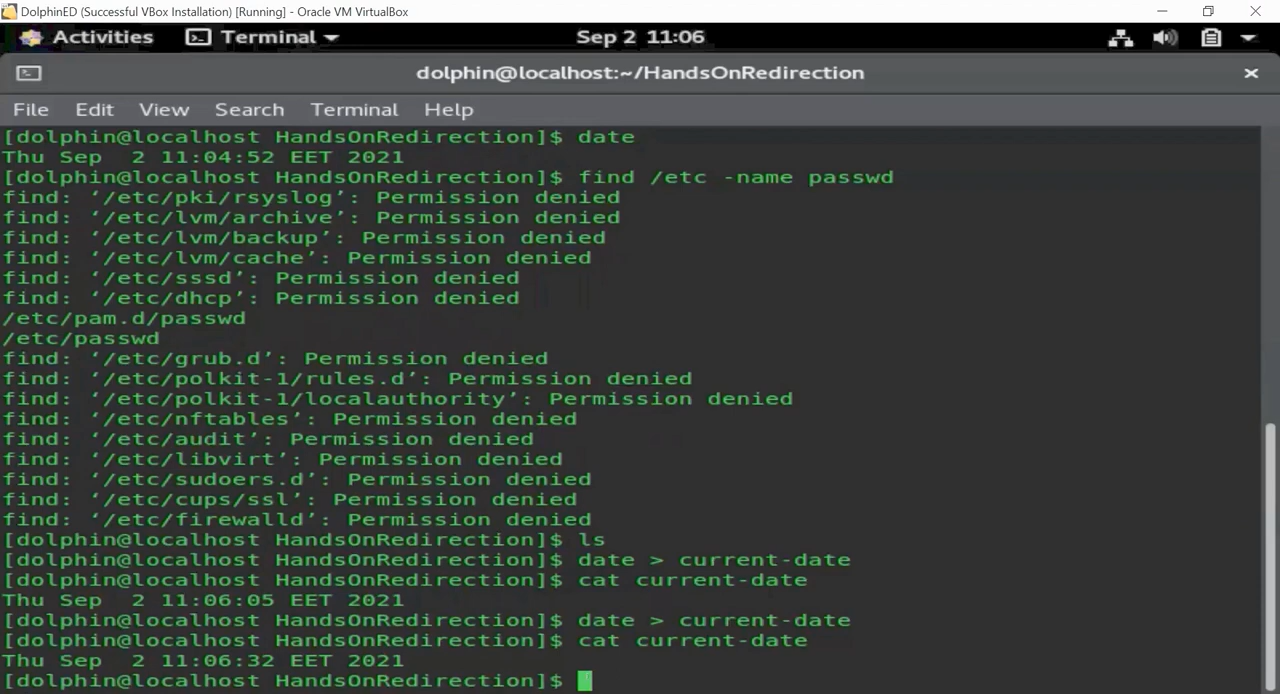 DolphinED (Successful VBox Installation) [Running] - Oracle VM VirtualBox
Activities Terminal Sep 2 11:06
dolphin@localhost:~/HandsOnRedirection
File Edit View Search Terminal Help
[dolphin@localhost HandsOnRedirection]$ date
Thu Sep  2 11:04:52 EET 2021
[dolphin@localhost HandsOnRedirection]$ find /etc -name passwd
find: ‘/etc/pki/rsyslog’: Permission denied
find: ‘/etc/lvm/archive’: Permission denied
find: ‘/etc/lvm/backup’: Permission denied
find: ‘/etc/lvm/cache’: Permission denied
find: ‘/etc/sssd’: Permission denied
find: ‘/etc/dhcp’: Permission denied
/etc/pam.d/passwd
/etc/passwd
find: ‘/etc/grub.d’: Permission denied
find: ‘/etc/polkit-1/rules.d’: Permission denied
find: ‘/etc/polkit-1/localauthority’: Permission denied
find: ‘/etc/nftables’: Permission denied
find: ‘/etc/audit’: Permission denied
find: ‘/etc/libvirt’: Permission denied
find: ‘/etc/sudoers.d’: Permission denied
find: ‘/etc/cups/ssl’: Permission denied
find: ‘/etc/firewalld’: Permission denied
[dolphin@localhost HandsOnRedirection]$ ls
[dolphin@localhost HandsOnRedirection]$ date > current-date
[dolphin@localhost HandsOnRedirection]$ cat current-date
Thu Sep  2 11:06:05 EET 2021
[dolphin@localhost HandsOnRedirection]$ date > current-date
[dolphin@localhost HandsOnRedirection]$ cat current-date
Thu Sep  2 11:06:32 EET 2021
[dolphin@localhost HandsOnRedirection]$